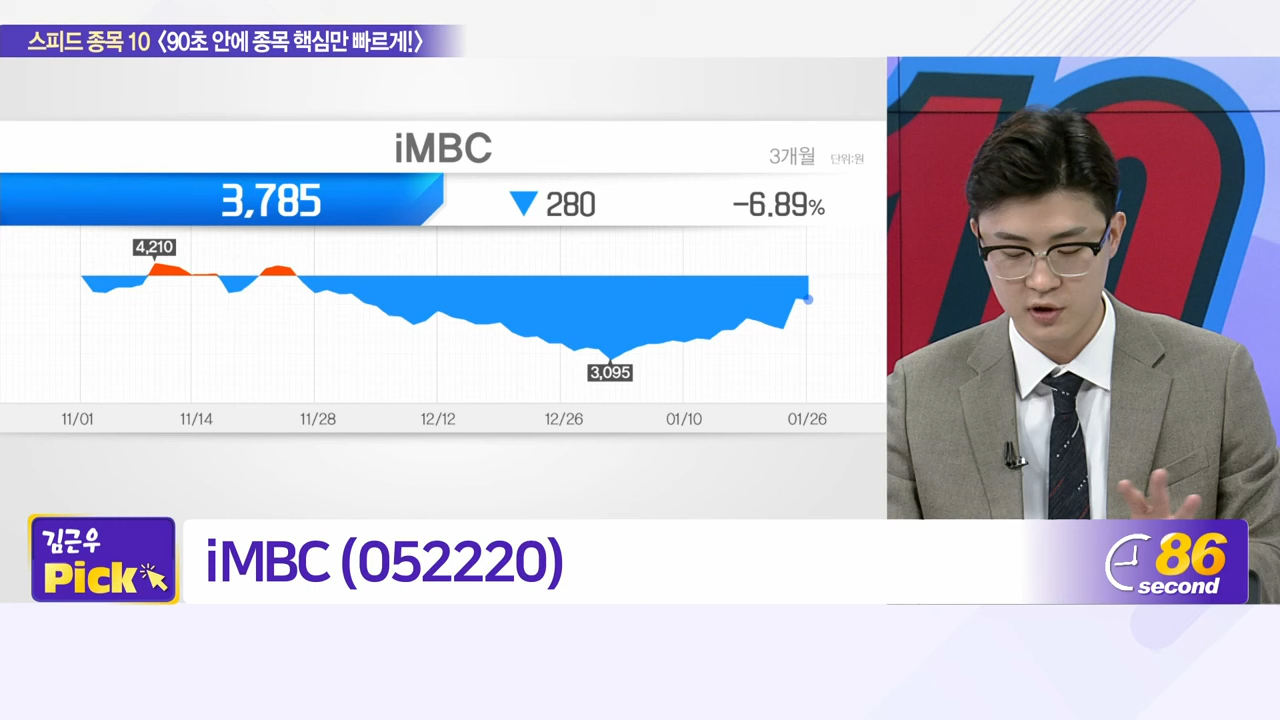 스피드 종목 10 <90초 안에 종목 핵심만 빠르게!>
iMBC
3개월 단위:원
3,785 ▼ 280 -6.89%
4,210
3,095
11/01 11/14 11/28 12/12 12/26 01/10 01/26
김근우
Pick
iMBC (052220)
86
second
10